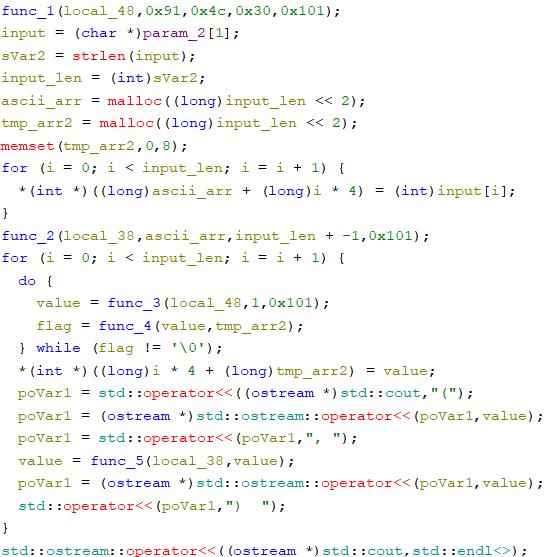 func_1(local_48,0x91,0x4c,0x30,0x101);
input = (char *)param_2[1];
sVar2 = strlen(input);
input_len = (int)sVar2;
ascii_arr = malloc((long)input_len << 2);
tmp_arr2 = malloc((long)input_len << 2);
memset(tmp_arr2,0,8);
for (i = 0; i < input_len; i = i + 1) {
  *(int *)((long)ascii_arr + (long)i * 4) = (int)input[i];
}
func_2(local_38,ascii_arr,input_len + -1,0x101);
for (i = 0; i < input_len; i = i + 1) {
  do {
    value = func_3(local_48,1,0x101);
    flag = func_4(value,tmp_arr2);
  } while (flag != '\0');
  *(int *)((long)i * 4 + (long)tmp_arr2) = value;
  poVar1 = std::operator<<((ostream *)std::cout,"(");
  poVar1 = (ostream *)std::ostream::operator<<(poVar1,value);
  poVar1 = std::operator<<(poVar1,", ");
  value = func_5(local_38,value);
  poVar1 = (ostream *)std::ostream::operator<<(poVar1,value);
  std::operator<<(poVar1,")  ");
}
std::ostream::operator<<((ostream *)std::cout,std::endl<>);